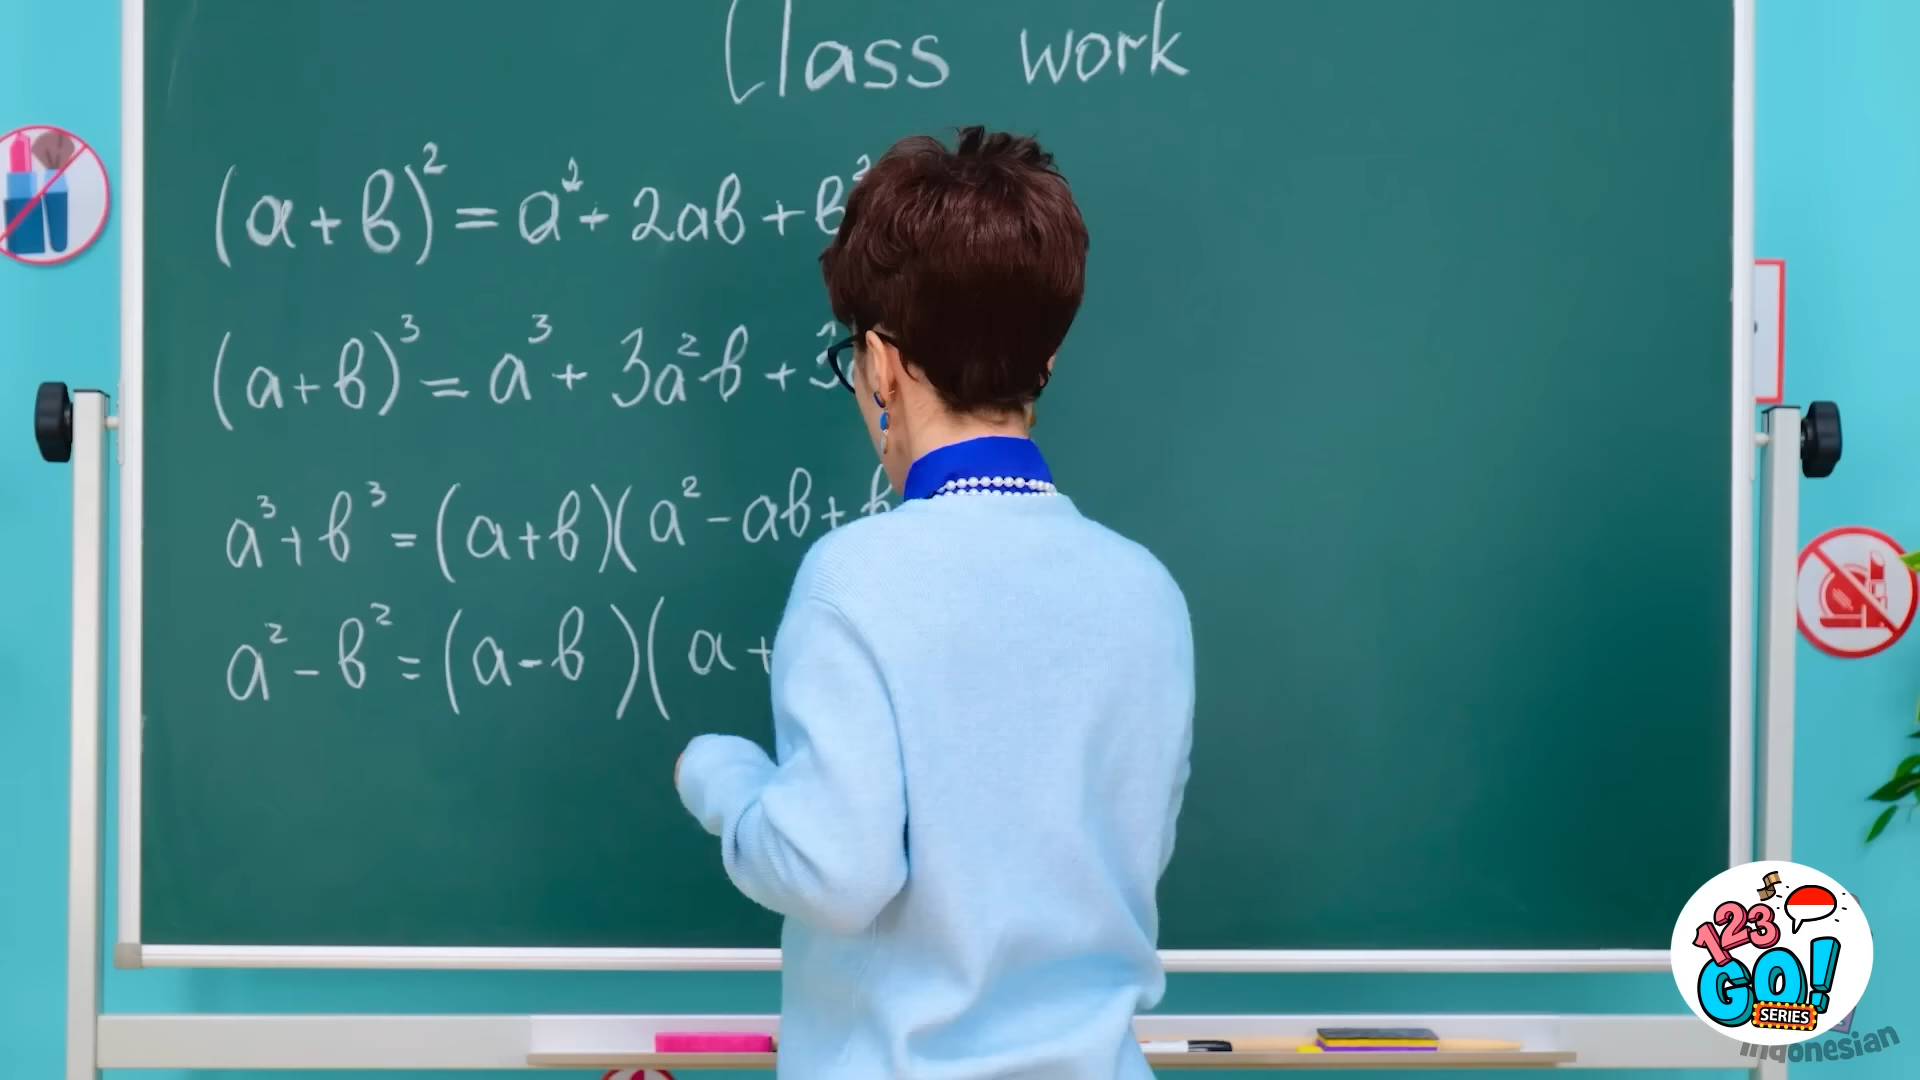 Class work
(a+b)² = a² + 2ab + b²
(a+b)³ = a³ + 3a²b + 3
a³ + b³ = (a+b)(a² - ab + b
a² - b² = (a-b)(a +
123
GO!
SERIES
Indonesian